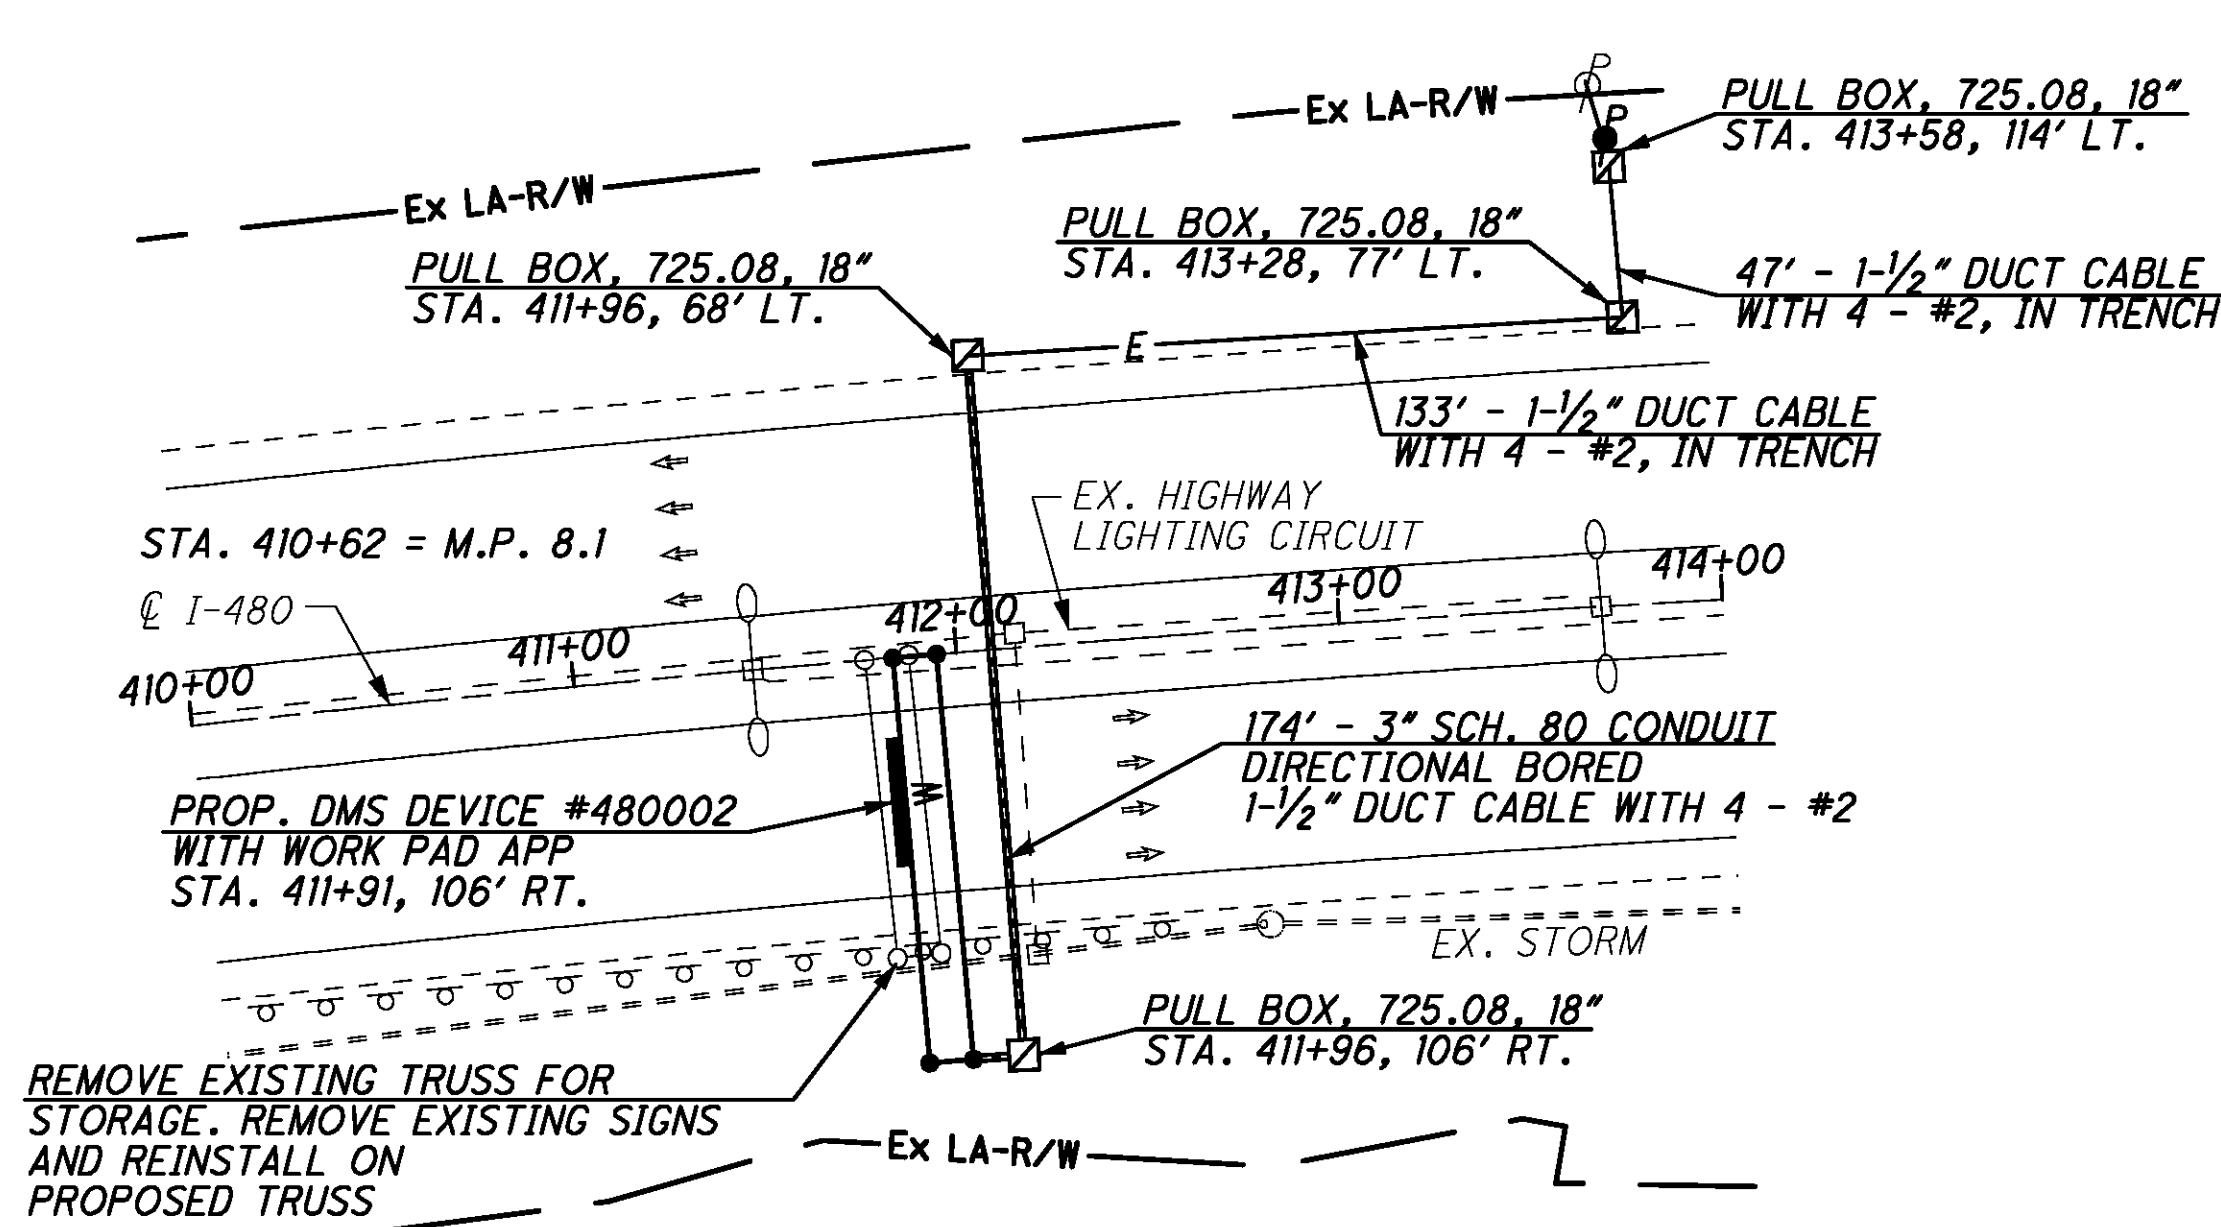 P
Ex LA-R/W
PULL BOX, 725.08, 18"
STA. 413+58, 114' LT.
P
Ex LA-R/W
PULL BOX, 725.08, 18"
STA. 413+28, 77' LT.
PULL BOX, 725.08, 18"
STA. 411+96, 68' LT.
47' - 1-1/2" DUCT CABLE
WITH 4 - #2, IN TRENCH
E
133' - 1-1/2" DUCT CABLE
WITH 4 - #2, IN TRENCH
EX. HIGHWAY
LIGHTING CIRCUIT
STA. 410+62 = M.P. 8.1
℄ I-480
410+00
411+00
412+00
413+00
414+00
174' - 3" SCH. 80 CONDUIT
DIRECTIONAL BORED
1-1/2" DUCT CABLE WITH 4 - #2
PROP. DMS DEVICE #480002
WITH WORK PAD APP
STA. 411+91, 106' RT.
EX. STORM
PULL BOX, 725.08, 18"
STA. 411+96, 106' RT.
REMOVE EXISTING TRUSS FOR
STORAGE. REMOVE EXISTING SIGNS
AND REINSTALL ON
PROPOSED TRUSS
Ex LA-R/W